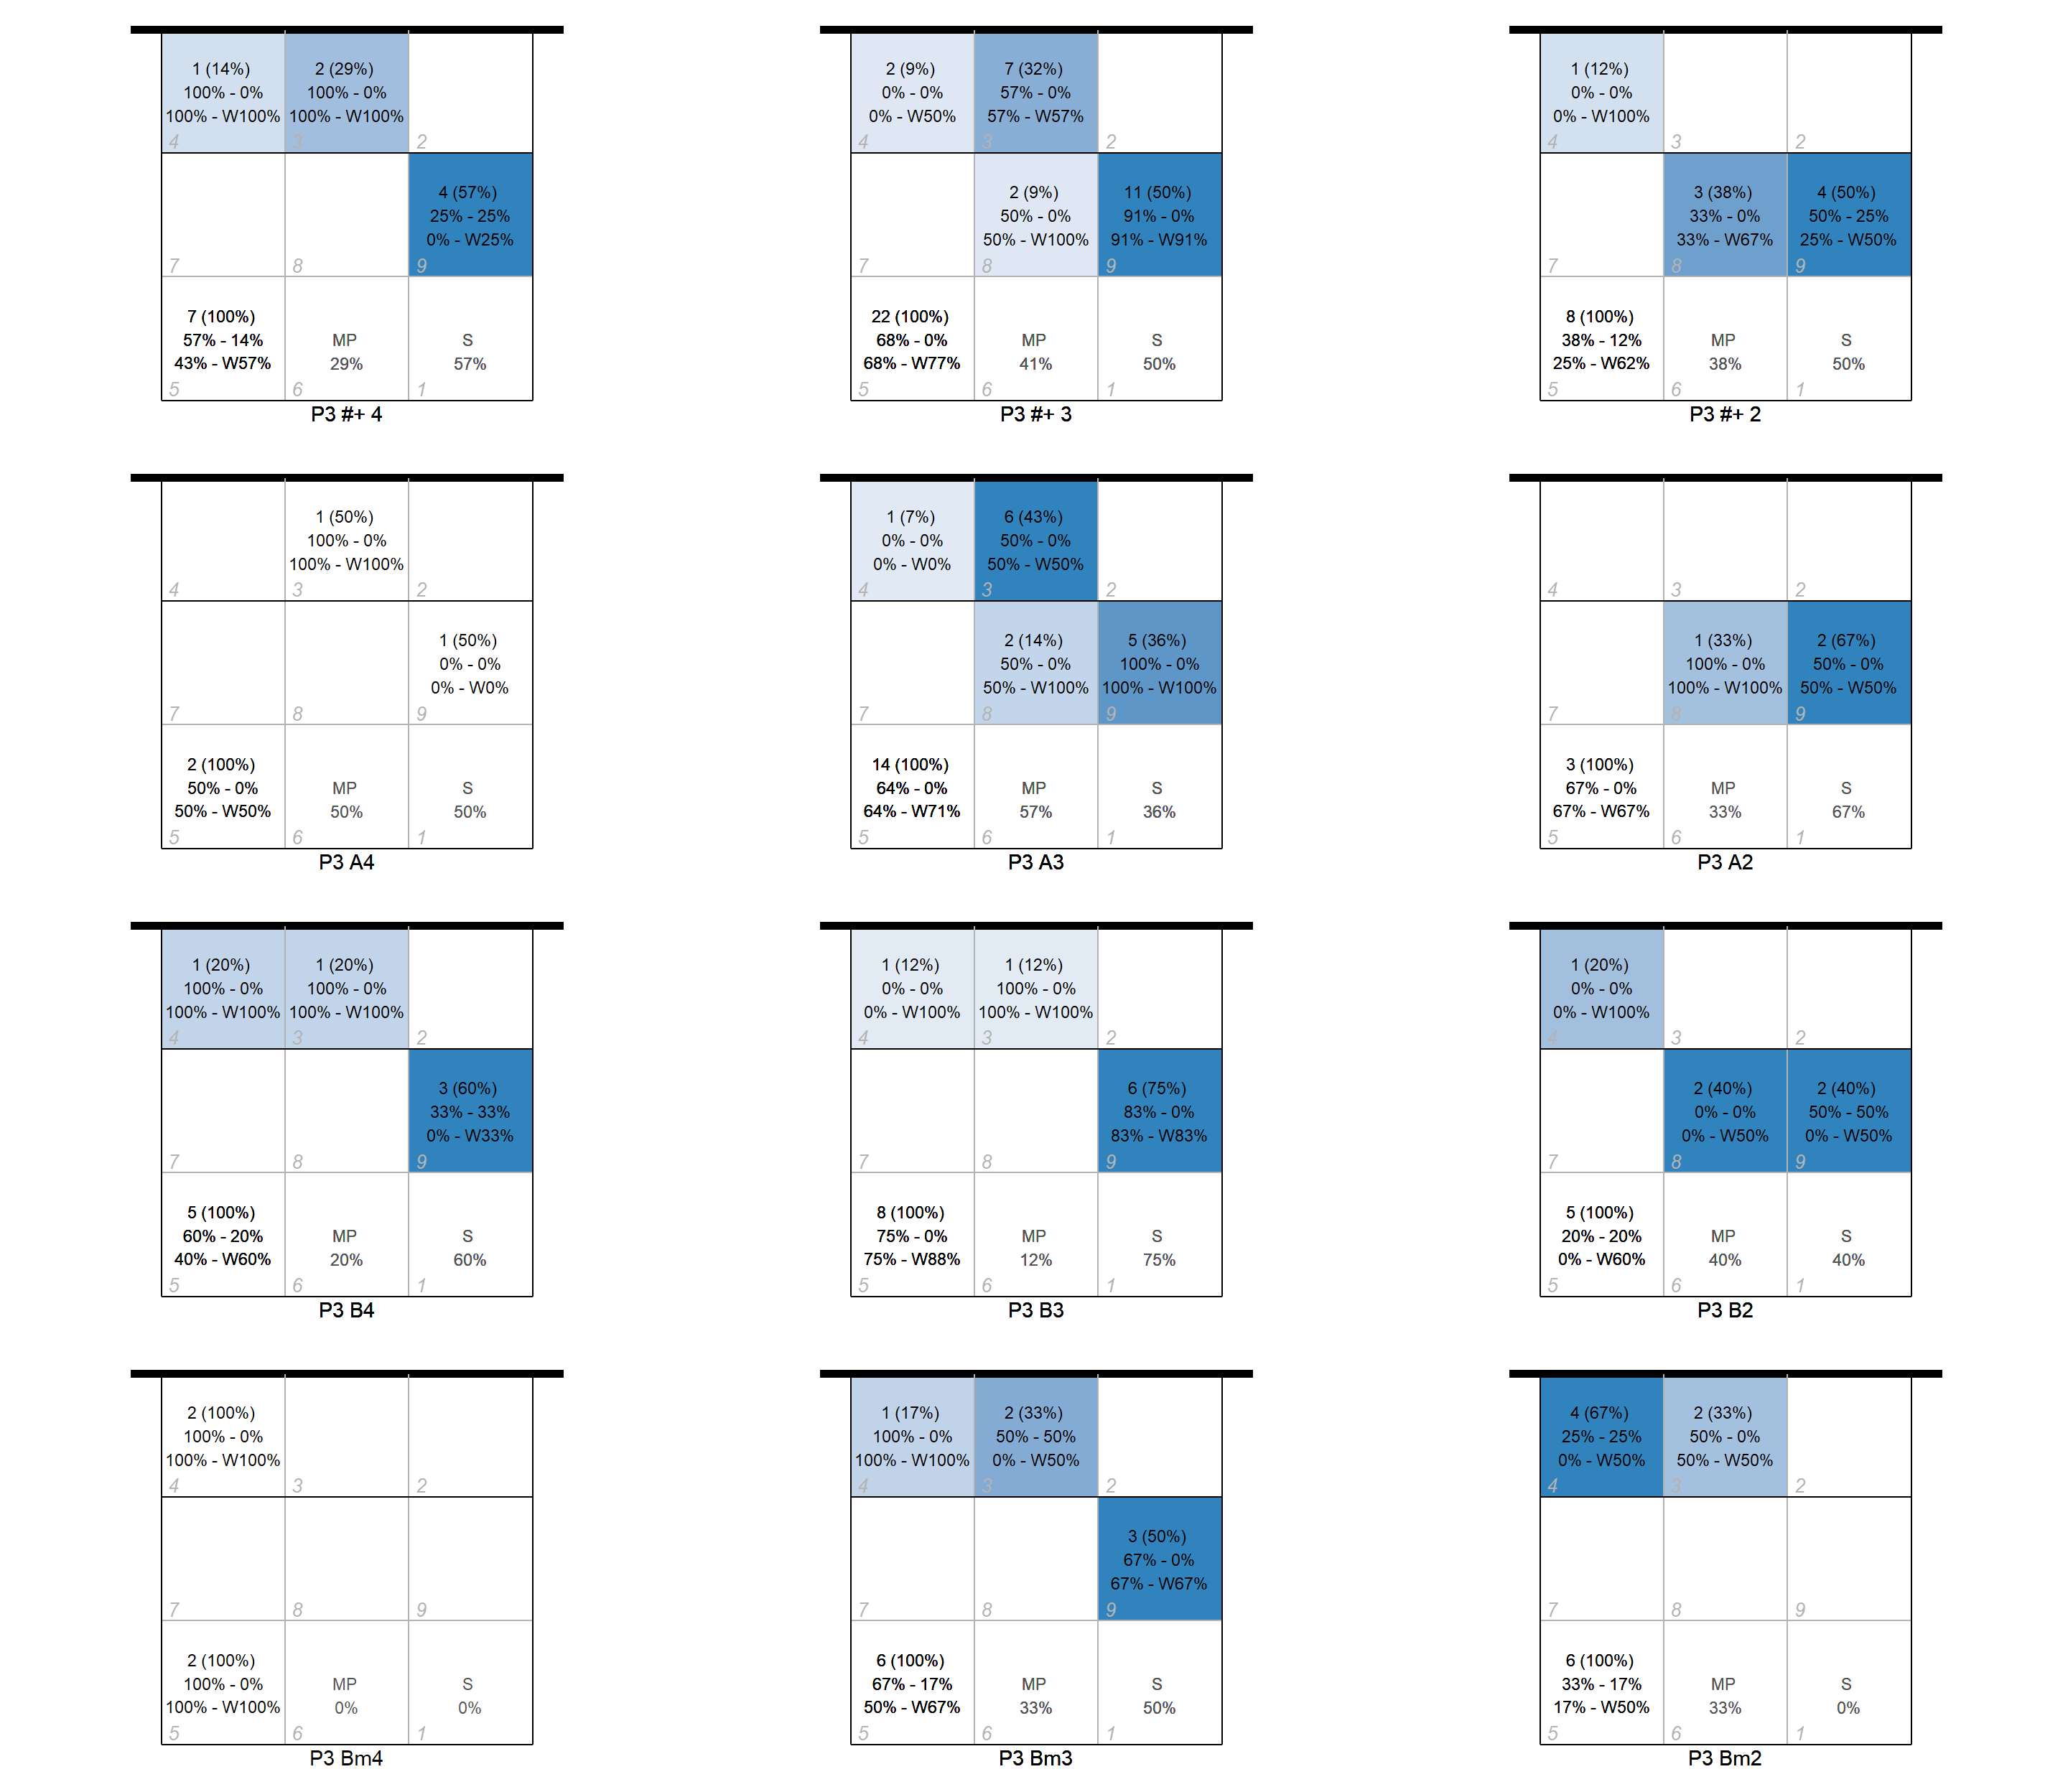 1 (14%)
100% - 0%
100% - W100%
4
2 (29%)
100% - 0%
100% - W100%
3
2
7
8
4 (57%)
25% - 25%
0% - W25%
9
7 (100%)
57% - 14%
43% - W57%
5
MP
29%
6
S
57%
1
P3 #+ 4
2 (9%)
0% - 0%
0% - W50%
4
7 (32%)
57% - 0%
57% - W57%
3
2
7
2 (9%)
50% - 0%
50% - W100%
8
11 (50%)
91% - 0%
91% - W91%
9
22 (100%)
68% - 0%
68% - W77%
5
MP
41%
6
S
50%
1
P3 #+ 3
1 (12%)
0% - 0%
0% - W100%
4
3
2
7
3 (38%)
33% - 0%
33% - W67%
8
4 (50%)
50% - 25%
25% - W50%
9
8 (100%)
38% - 12%
25% - W62%
5
MP
38%
6
S
50%
1
P3 #+ 2
4
1 (50%)
100% - 0%
100% - W100%
3
2
7
8
1 (50%)
0% - 0%
0% - W0%
9
2 (100%)
50% - 0%
50% - W50%
5
MP
50%
6
S
50%
1
P3 A4
1 (7%)
0% - 0%
0% - W0%
4
6 (43%)
50% - 0%
50% - W50%
3
2
7
2 (14%)
50% - 0%
50% - W100%
8
5 (36%)
100% - 0%
100% - W100%
9
14 (100%)
64% - 0%
64% - W71%
5
MP
57%
6
S
36%
1
P3 A3
4
3
2
7
1 (33%)
100% - 0%
100% - W100%
8
2 (67%)
50% - 0%
50% - W50%
9
3 (100%)
67% - 0%
67% - W67%
5
MP
33%
6
S
67%
1
P3 A2
1 (20%)
100% - 0%
100% - W100%
4
1 (20%)
100% - 0%
100% - W100%
3
2
7
8
3 (60%)
33% - 33%
0% - W33%
9
5 (100%)
60% - 20%
40% - W60%
5
MP
20%
6
S
60%
1
P3 B4
1 (12%)
0% - 0%
0% - W100%
4
1 (12%)
100% - 0%
100% - W100%
3
2
7
8
6 (75%)
83% - 0%
83% - W83%
9
8 (100%)
75% - 0%
75% - W88%
5
MP
12%
6
S
75%
1
P3 B3
1 (20%)
0% - 0%
0% - W100%
4
3
2
7
2 (40%)
0% - 0%
0% - W50%
8
2 (40%)
50% - 50%
0% - W50%
9
5 (100%)
20% - 20%
0% - W60%
5
MP
40%
6
S
40%
1
P3 B2
2 (100%)
100% - 0%
100% - W100%
4
3
2
7
8
9
2 (100%)
100% - 0%
100% - W100%
5
MP
0%
6
S
0%
1
P3 Bm4
1 (17%)
100% - 0%
100% - W100%
4
2 (33%)
50% - 50%
0% - W50%
3
2
7
8
3 (50%)
67% - 0%
67% - W67%
9
6 (100%)
67% - 17%
50% - W67%
5
MP
33%
6
S
50%
1
P3 Bm3
4 (67%)
25% - 25%
0% - W50%
4
2 (33%)
50% - 0%
50% - W50%
3
2
7
8
9
6 (100%)
33% - 17%
17% - W50%
5
MP
33%
6
S
0%
1
P3 Bm2